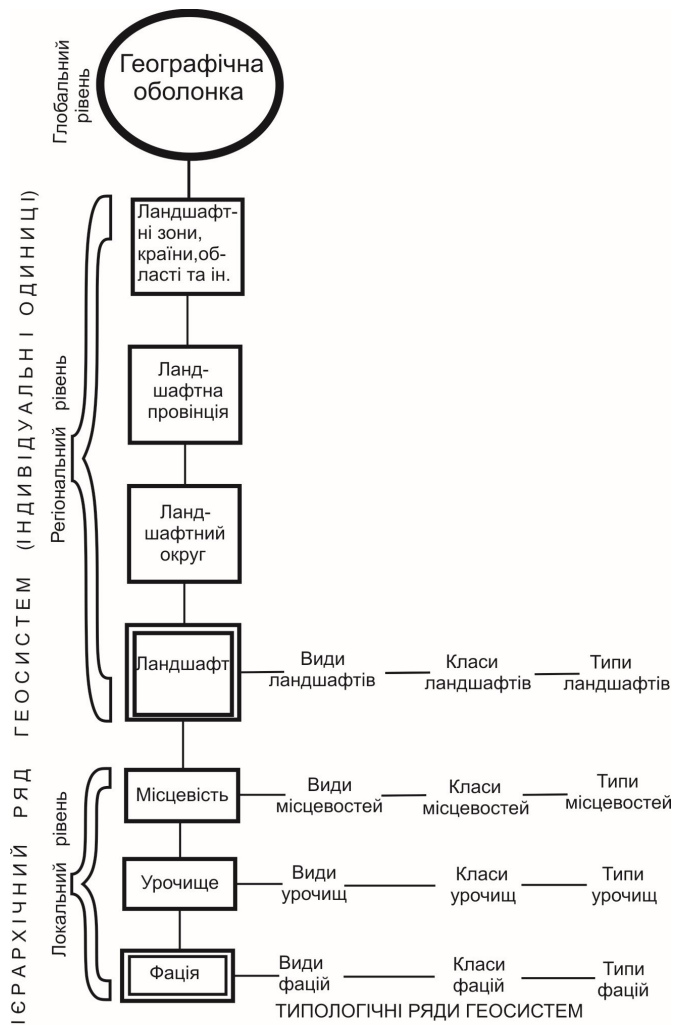 Глобальний
рівень
Географічна
оболонка
ІЄРАРХІЧНИЙ РЯД ГЕОСИСТЕМ (ІНДИВІДУАЛЬНІ ОДИНИЦІ)
Регіональний рівень
Ландшафт-
ні зони,
країни,об-
ласті та ін.
Ланд-
шафтна
провінція
Ланд-
шафтний
округ
Ландшафт
Види
ландшафтів
Класи
ландшафтів
Типи
ландшафтів
Локальний рівень
Місцевість
Види
місцевостей
Класи
місцевостей
Типи
місцевостей
Урочище
Види
урочищ
Класи
урочищ
Типи
урочищ
Фація
Види
фацій
Класи
фацій
Типи
фацій
ТИПОЛОГІЧНІ РЯДИ ГЕОСИСТЕМ